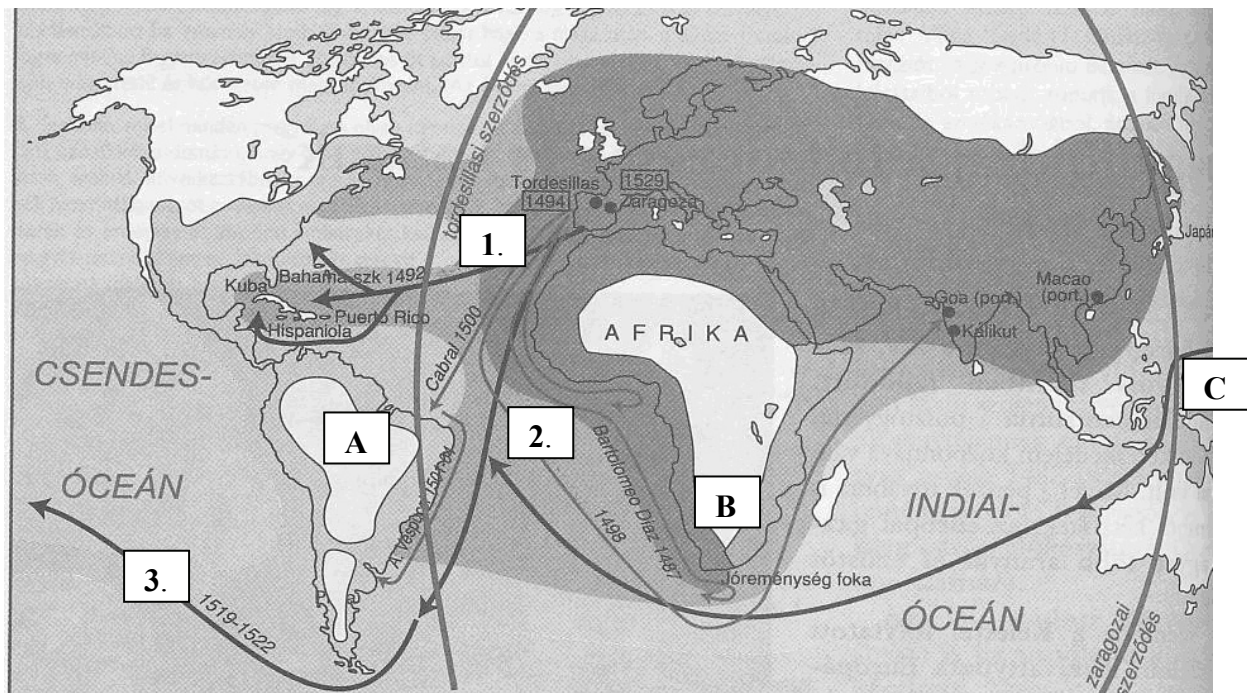 tordesillasi szerződés
Tordesillas
1494
1529
Zaragoza
1.
Bahama-szk 1492
Kuba
Puerto Rico
Hispaniola
Japán
Macao
(port.)
Goa (port.)
Kalikut
AFRIKA
CSENDES-
ÓCEÁN
Cabral 1500
C
A
2.
Bartolomeo Diaz 1487
1498
B
A. Vespucci 1501-
INDIAI-
ÓCEÁN
Jóreménység foka
3.
1519-1522
zaragozai
szerződés